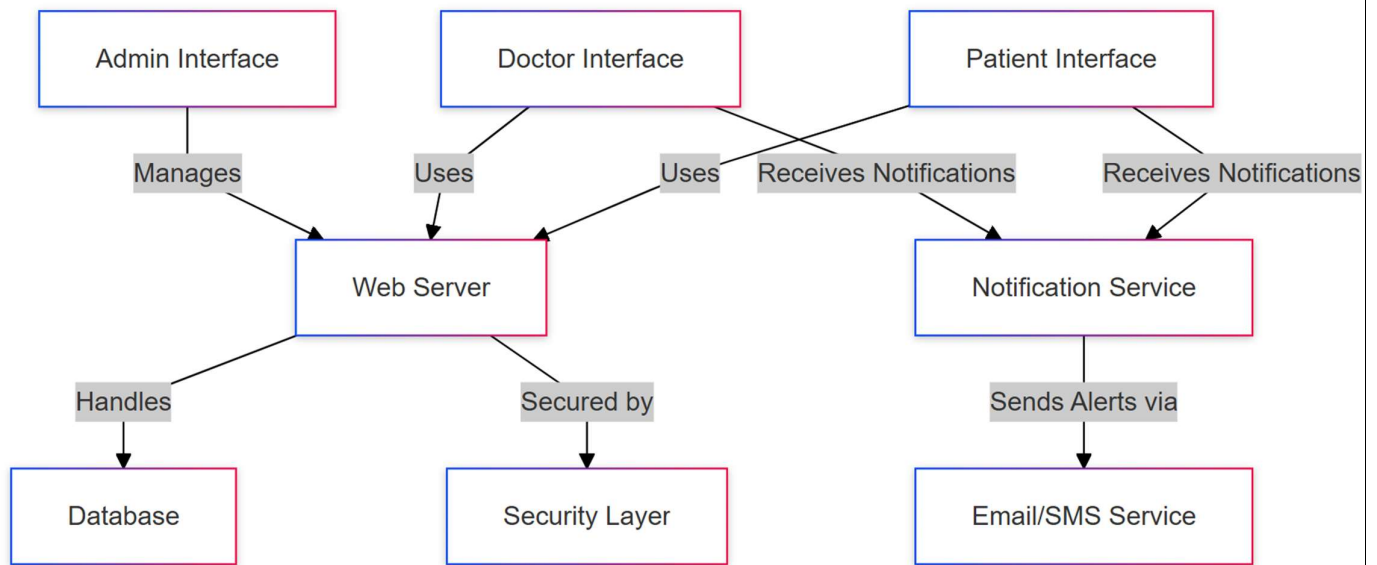 Admin Interface
Doctor Interface
Patient Interface
Manages
Uses
Uses
Receives Notifications
Receives Notifications
Web Server
Notification Service
Handles
Secured by
Sends Alerts via
Database
Security Layer
Email/SMS Service